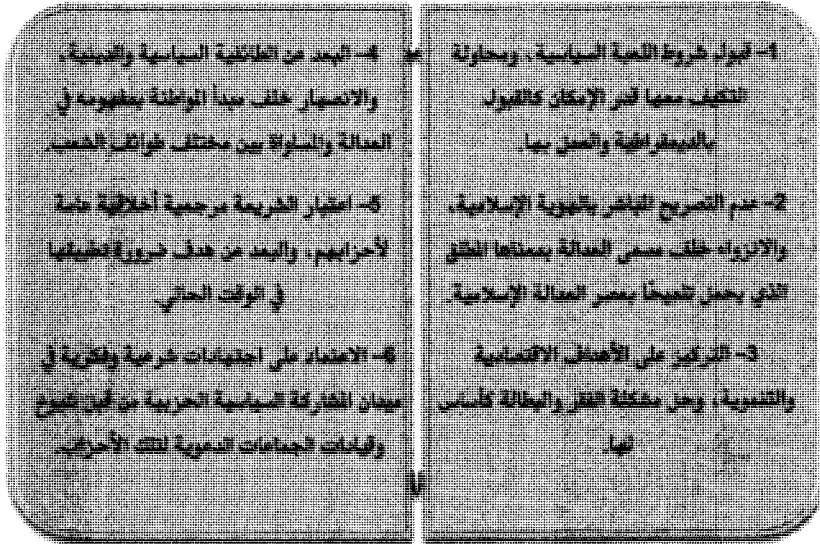 1- قبول شروط اللعبة السياسية، ومحاولة
التكيف معها قدر الإمكان كالقبول
بالديمقراطية والعمل بها.
2- عدم التصريح المباشر بالهوية الإسلامية،
والانزواء خلف مسمى العدالة بمعناها المطلق
الذي يحمل تلميحًا بعصر العدالة الإسلامية.
3- التركيز على الأهداف الاقتصادية
والتنموية، وحل مشكلة الفقر والبطالة كأساس
لها.
4- البعد عن الطائفية السياسية والدينية،
والانصهار خلف مبدأ المواطنة بمفهومه في
العدالة والمساواة بين مختلف طوائف الشعب.
5- اعتبار الشريعة مرجعية أخلاقية عامة
لأحزابهم، والبعد عن هدف ضرورة تطبيقها
في الوقت الحالي.
6- الاعتماد على اجتهادات شرعية وفكرية في
ميدان المشاركة السياسية الحزبية من قبل شيوخ
وقيادات الجماعات الدعوية لتلك الأحزاب.